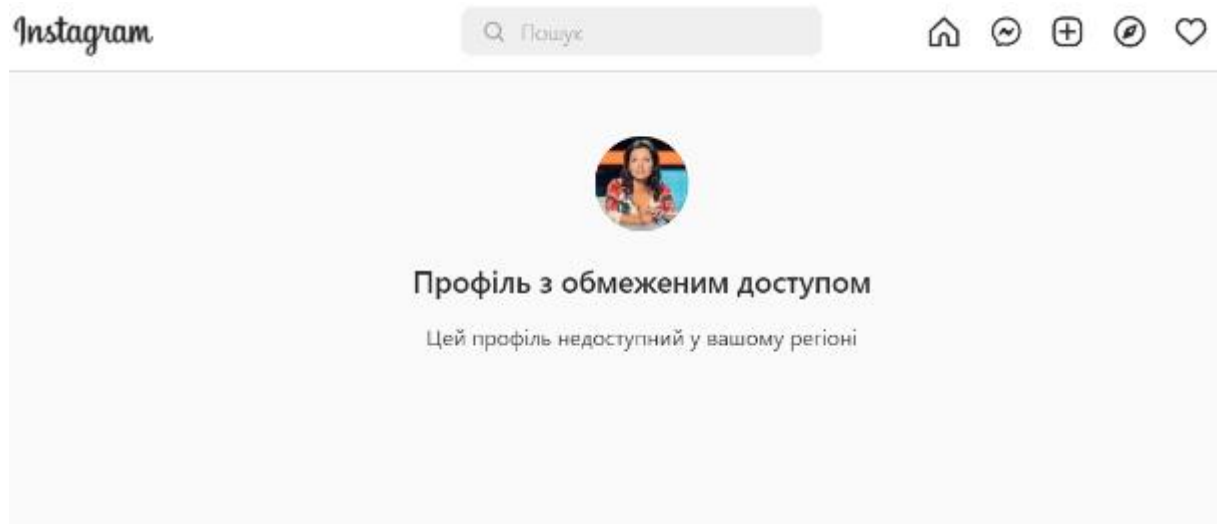 Instagram
Пошук
Профіль з обмеженим доступом
Цей профіль недоступний у вашому регіоні